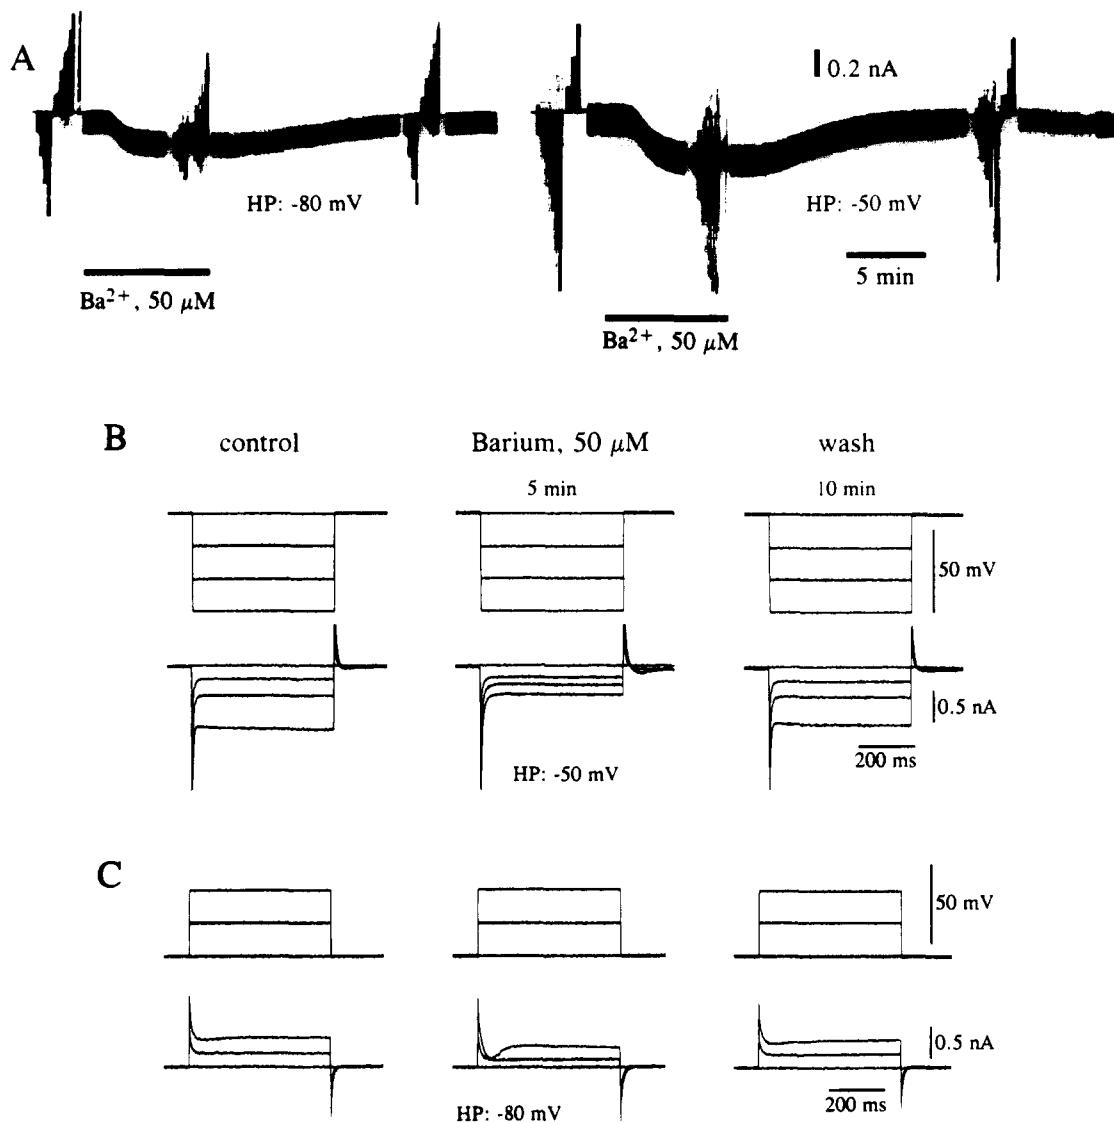 A
0.2 nA
HP: -80 mV
HP: -50 mV
5 min
Ba²⁺, 50 μM
Ba²⁺, 50 μM
B
control
Barium, 50 μM
wash
5 min
10 min
50 mV
0.5 nA
200 ms
HP: -50 mV
C
50 mV
0.5 nA
200 ms
HP: -80 mV